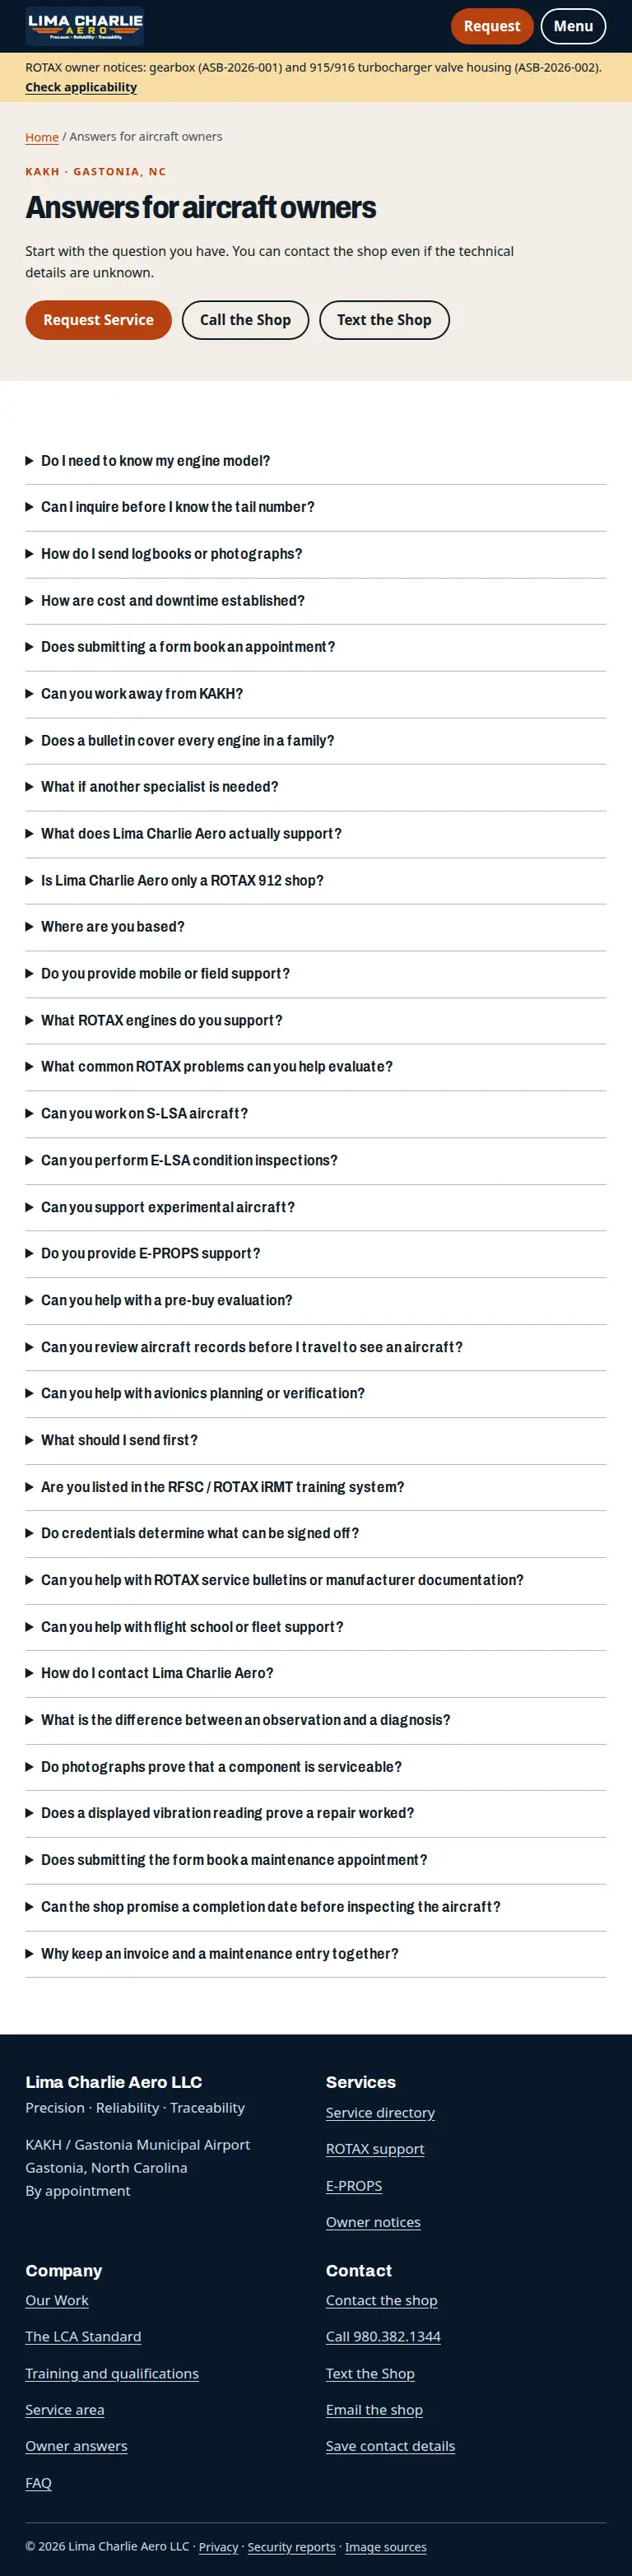 LIMA CHARLIE
AERO
Precision • Reliability • Traceability
Request
Menu
ROTAX owner notices: gearbox (ASB-2026-001) and 915/916 turbocharger valve housing (ASB-2026-002).
Check applicability
Home / Answers for aircraft owners
KAKH · GASTONIA, NC
Answers for aircraft owners
Start with the question you have. You can contact the shop even if the technical
details are unknown.
Request Service
Call the Shop
Text the Shop
Do I need to know my engine model?
Can I inquire before I know the tail number?
How do I send logbooks or photographs?
How are cost and downtime established?
Does submitting a form book an appointment?
Can you work away from KAKH?
Does a bulletin cover every engine in a family?
What if another specialist is needed?
What does Lima Charlie Aero actually support?
Is Lima Charlie Aero only a ROTAX 912 shop?
Where are you based?
Do you provide mobile or field support?
What ROTAX engines do you support?
What common ROTAX problems can you help evaluate?
Can you work on S-LSA aircraft?
Can you perform E-LSA condition inspections?
Can you support experimental aircraft?
Do you provide E-PROPS support?
Can you help with a pre-buy evaluation?
Can you review aircraft records before I travel to see an aircraft?
Can you help with avionics planning or verification?
What should I send first?
Are you listed in the RFSC / ROTAX iRMT training system?
Do credentials determine what can be signed off?
Can you help with ROTAX service bulletins or manufacturer documentation?
Can you help with flight school or fleet support?
How do I contact Lima Charlie Aero?
What is the difference between an observation and a diagnosis?
Do photographs prove that a component is serviceable?
Does a displayed vibration reading prove a repair worked?
Does submitting the form book a maintenance appointment?
Can the shop promise a completion date before inspecting the aircraft?
Why keep an invoice and a maintenance entry together?
Lima Charlie Aero LLC
Precision · Reliability · Traceability
KAKH / Gastonia Municipal Airport
Gastonia, North Carolina
By appointment
Services
Service directory
ROTAX support
E-PROPS
Owner notices
Company
Our Work
The LCA Standard
Training and qualifications
Service area
Owner answers
FAQ
Contact
Contact the shop
Call 980.382.1344
Text the Shop
Email the shop
Save contact details
© 2026 Lima Charlie Aero LLC · Privacy · Security reports · Image sources